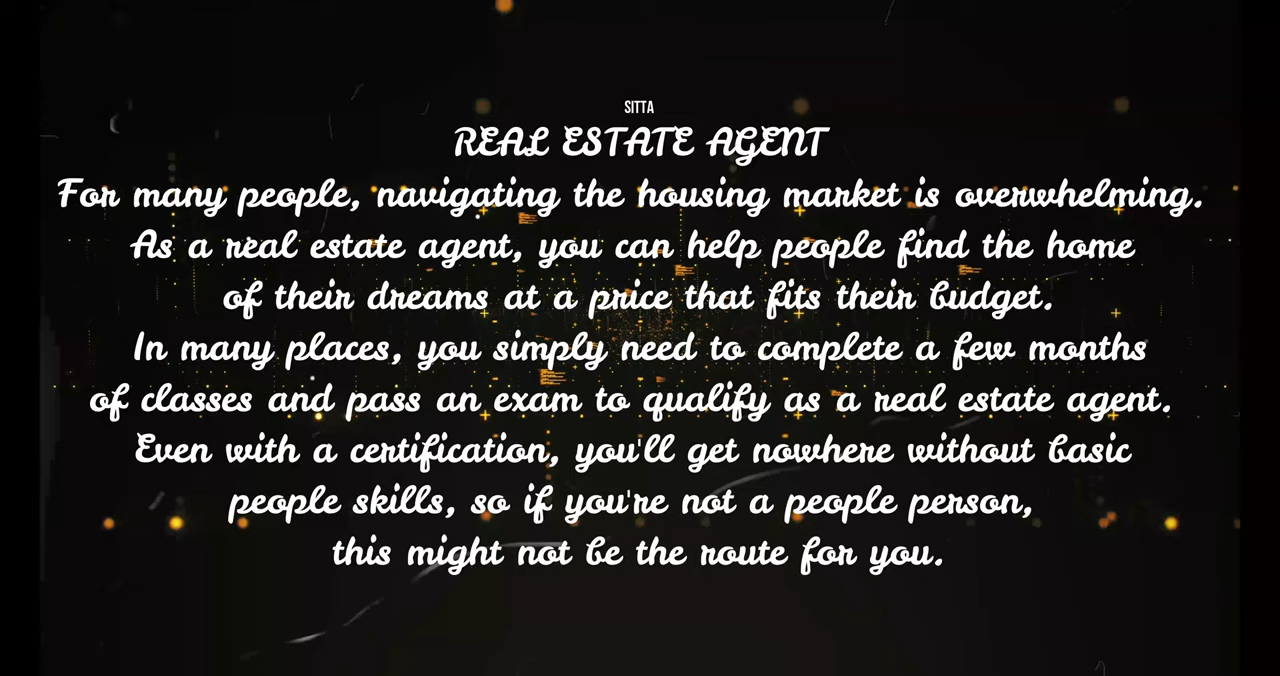 SITTA
REAL ESTATE AGENT
For many people, navigating the housing market is overwhelming.
As a real estate agent, you can help people find the home
of their dreams at a price that fits their budget.
In many places, you simply need to complete a few months
of classes and pass an exam to qualify as a real estate agent.
Even with a certification, you'll get nowhere without basic
people skills, so if you're not a people person,
this might not be the route for you.